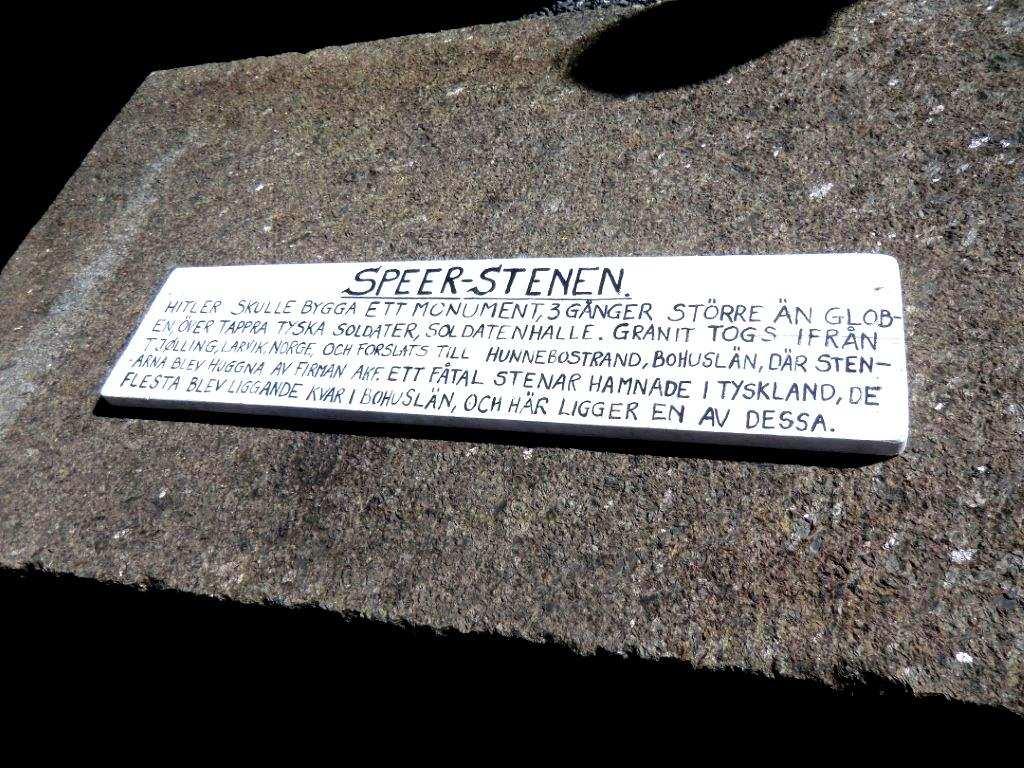 SPEER-STENEN.
HITLER SKULLE BYGGA ETT MONUMENT, 3 GÅNGER STÖRRE ÄN GLOB-
EN, ÖVER TAPPRA TYSKA SOLDATER, SOLDATENHALLE. GRANIT TOGS IFRÅN
TJØLLING, LARVIK, NORGE, OCH FORSLATS TILL HUNNEBOSTRAND, BOHUSLÄN, DÄR STEN-
-ARNA BLEV HUGGNA AV FIRMAN AKF ETT FÅTAL STENAR HAMNADE I TYSKLAND, DE
FLESTA BLEV LIGGANDE KVAR I BOHUSLÄN, OCH HÄR LIGGER EN AV DESSA.